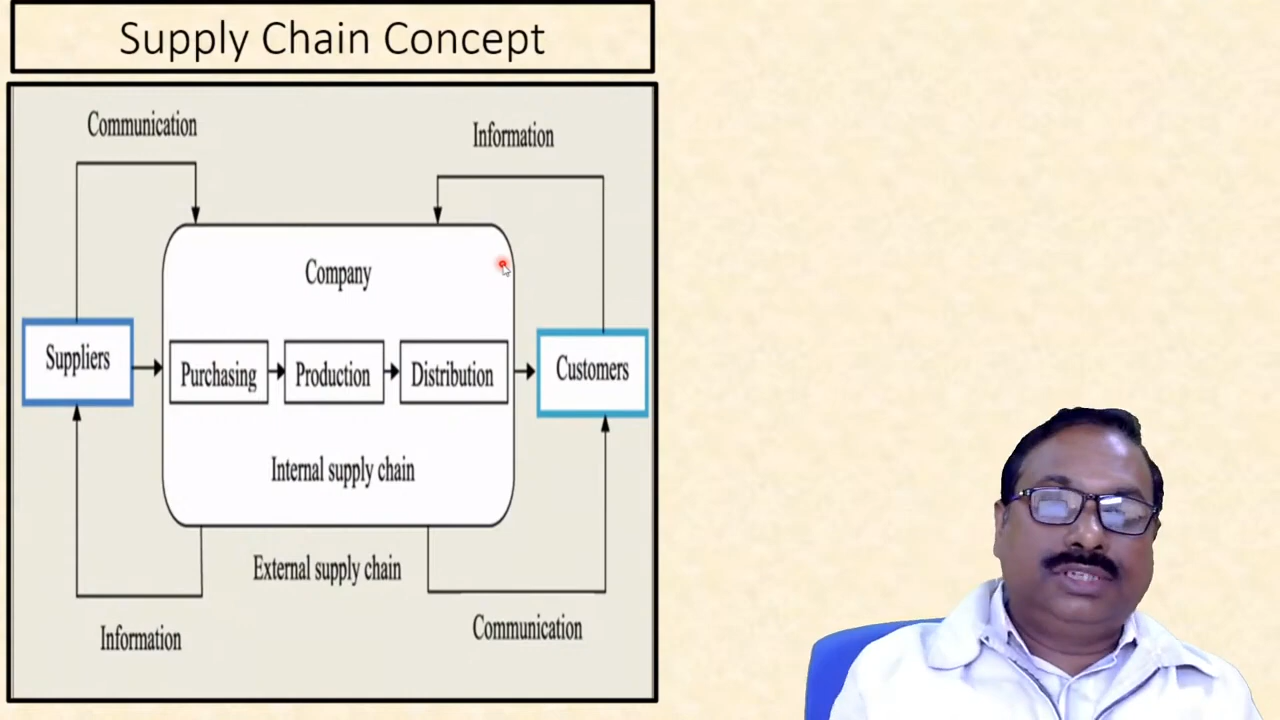 Supply Chain Concept
Communication
Information
Company
Suppliers
Purchasing
Production
Distribution
Customers
Internal supply chain
External supply chain
Information
Communication